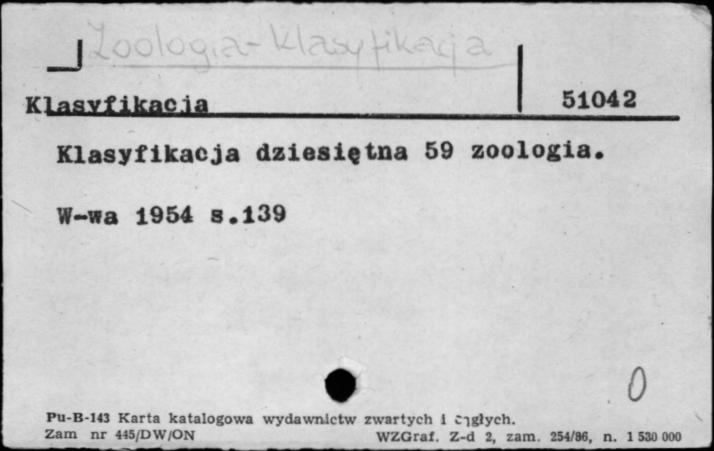 Zoologia - klasyfikacja
Klasyfikacja 51042
Klasyfikacja dziesiętna 59 zoologia.
W-wa 1954 s.139
0
Pu-B-143 Karta katalogowa wydawnictw zwartych i ciągłych.
Zam nr 445/DW/ON WZGraf. Z-d 2, zam. 254/86, n. 1 530 000